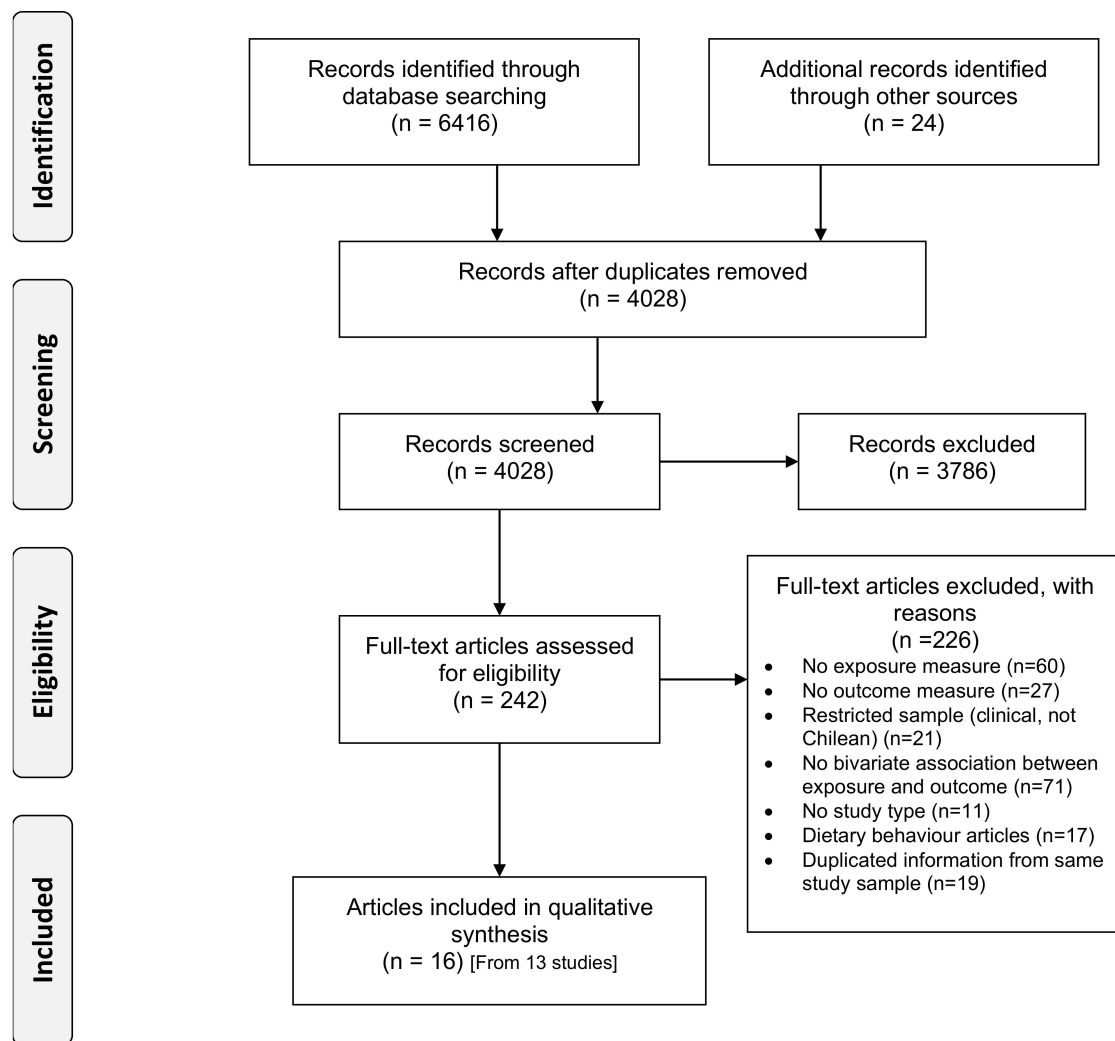 Identification
Records identified through
database searching
(n = 6416)
Additional records identified
through other sources
(n = 24)
Records after duplicates removed
(n = 4028)
Screening
Records screened
(n = 4028)
Records excluded
(n = 3786)
Eligibility
Full-text articles assessed
for eligibility
(n = 242)
Full-text articles excluded, with
reasons
(n =226)
• No exposure measure (n=60)
• No outcome measure (n=27)
• Restricted sample (clinical, not
Chilean) (n=21)
• No bivariate association between
exposure and outcome (n=71)
• No study type (n=11)
• Dietary behaviour articles (n=17)
• Duplicated information from same
study sample (n=19)
Included
Articles included in qualitative
synthesis
(n = 16) [From 13 studies]